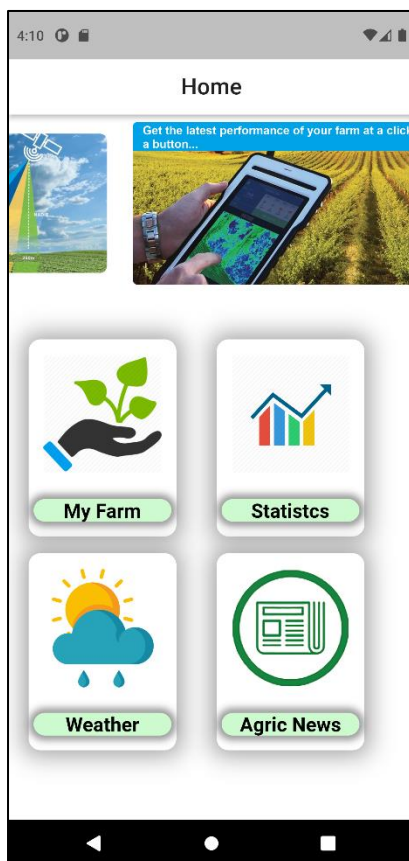 4:10
Home
Get the latest performance of your farm at a click
a button...
My Farm
Statistcs
Weather
Agric News